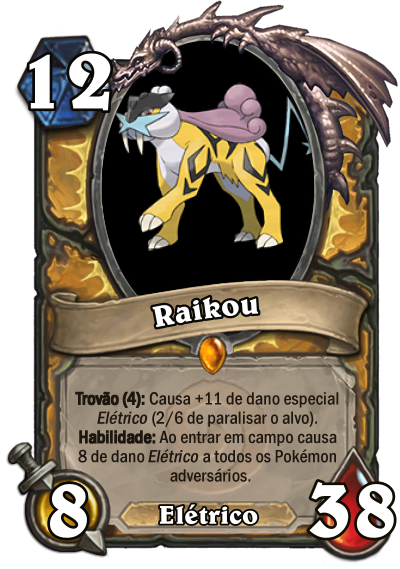 12
Raikou
Trovão (4): Causa +11 de dano especial
Elétrico (2/6 de paralisar o alvo).
Habilidade: Ao entrar em campo causa
8 de dano Elétrico a todos os Pokémon
adversários.
8
Elétrico
38